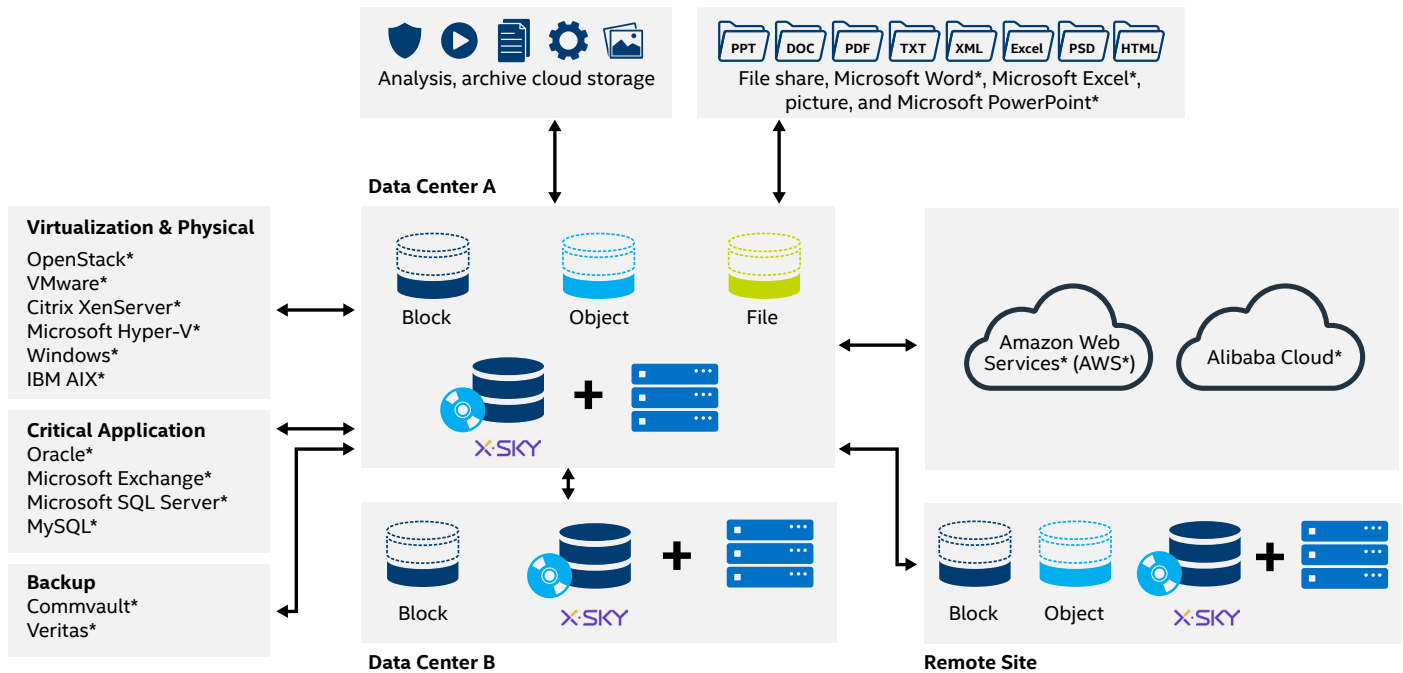 Analysis, archive cloud storage
PPT
DOC
PDF
TXT
XML
Excel
PSD
HTML
File share, Microsoft Word*, Microsoft Excel*,
picture, and Microsoft PowerPoint*
Data Center A
Virtualization & Physical
OpenStack*
VMware*
Citrix XenServer*
Microsoft Hyper-V*
Windows*
IBM AIX*
Critical Application
Oracle*
Microsoft Exchange*
Microsoft SQL Server*
MySQL*
Backup
Commvault*
Veritas*
Block
Object
File
X·SKY
Amazon Web
Services* (AWS*)
Alibaba Cloud*
Block
X·SKY
Data Center B
Block
Object
X·SKY
Remote Site